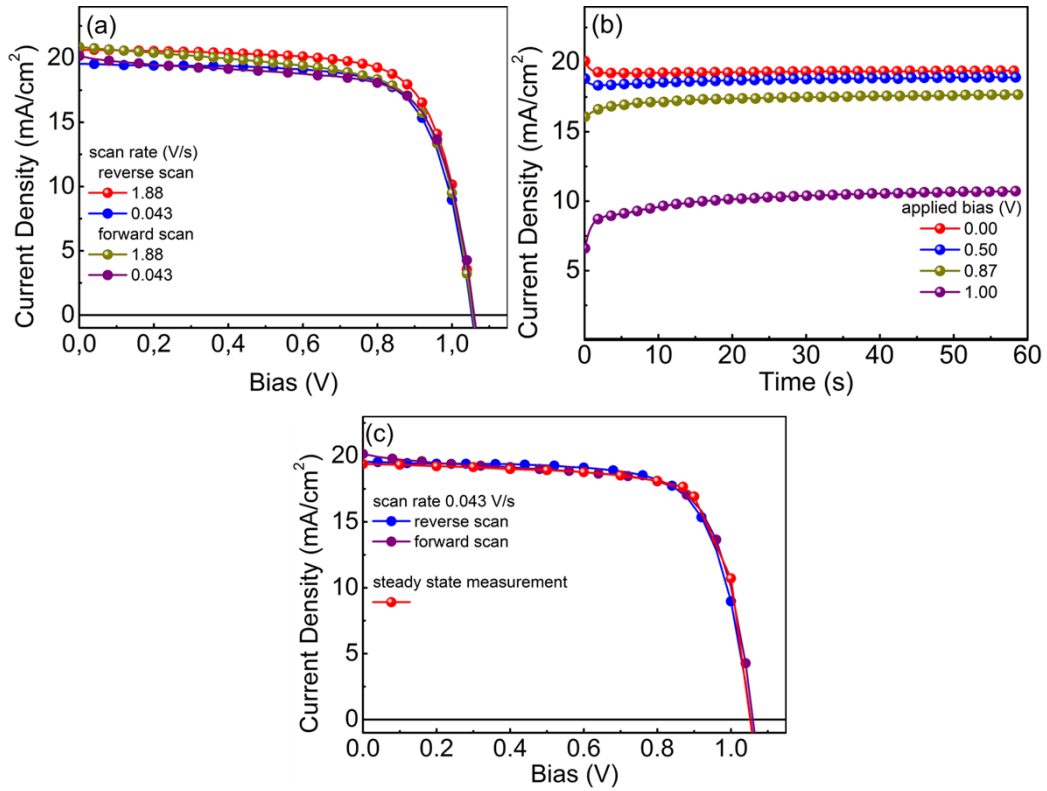 (a)
Current Density (mA/cm²)
20
15
10
5
0
scan rate (V/s)
reverse scan
1.88
0.043
forward scan
1.88
0.043
0,0 0,2 0,4 0,6 0,8 1,0
Bias (V)
(b)
Current Density (mA/cm²)
20
15
10
5
applied bias (V)
0.00
0.50
0.87
1.00
0 10 20 30 40 50 60
Time (s)
(c)
Current Density (mA/cm²)
20
15
10
5
0
scan rate 0.043 V/s
reverse scan
forward scan
steady state measurement
0.0 0.2 0.4 0.6 0.8 1.0
Bias (V)